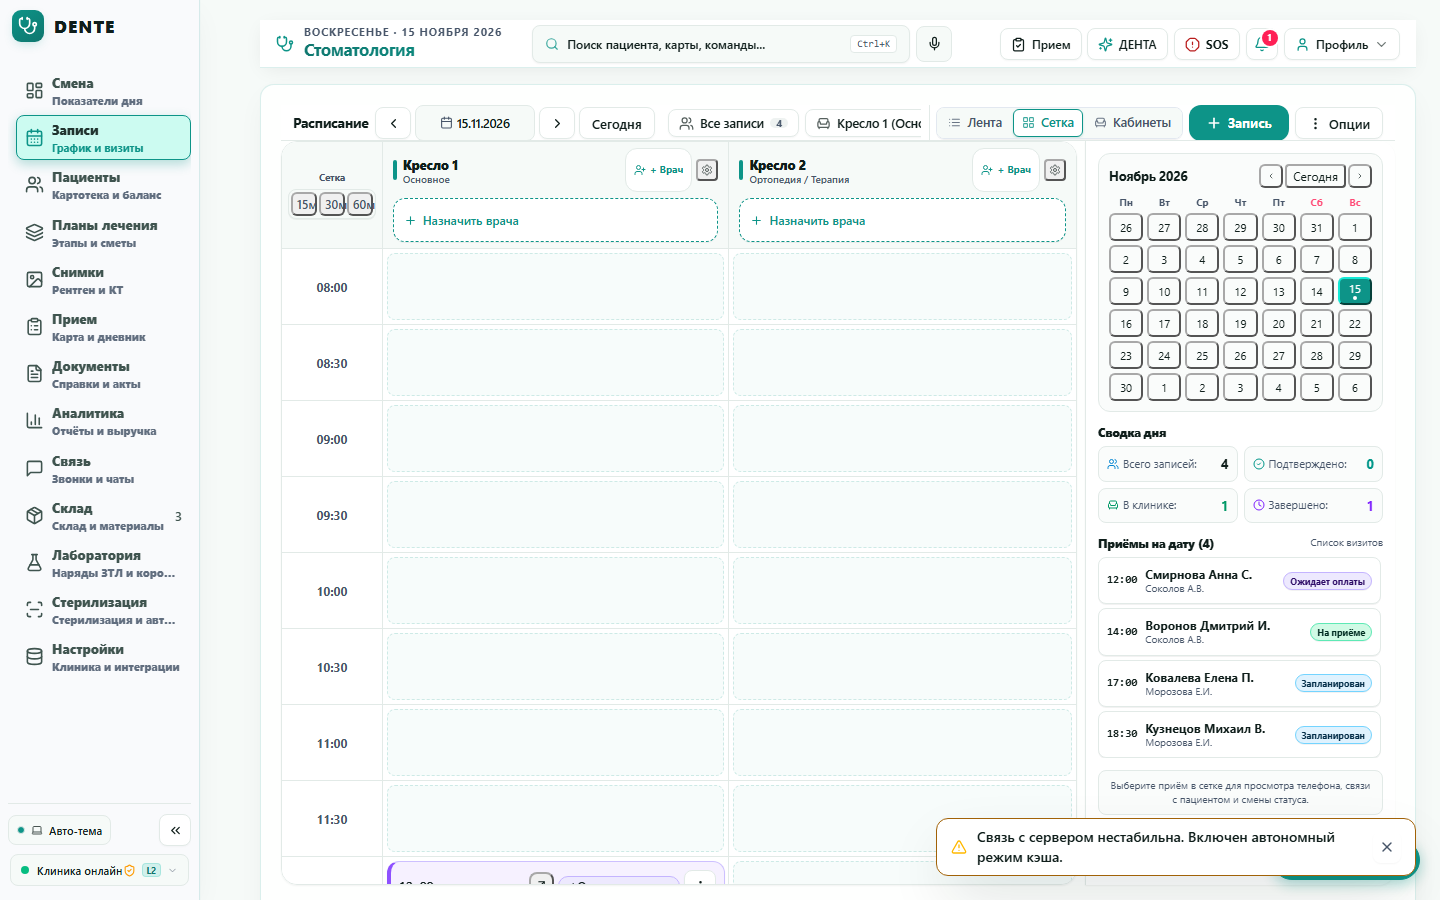 DENTE
Смена
Показатели дня
Записи
График и визиты
Пациенты
Картотека и баланс
Планы лечения
Этапы и сметы
Снимки
Рентген и КТ
Прием
Карта и дневник
Документы
Справки и акты
Аналитика
Отчёты и выручка
Связь
Звонки и чаты
Склад
Склад и материалы
3
Лаборатория
Наряды ЗТЛ и коро...
Стерилизация
Стерилизация и авт...
Настройки
Клиника и интеграции
Авто-тема
Клиника онлайн L2
ВОСКРЕСЕНЬЕ · 15 НОЯБРЯ 2026
Стоматология
Поиск пациента, карты, команды... Ctrl+K
Прием
ДЕНТА
SOS
1
Профиль
Расписание
15.11.2026
Сегодня
Все записи 4
Кресло 1 (Осн
Лента
Сетка
Кабинеты
Запись
Опции
Сетка
15м 30м 60м
Кресло 1
Основное
+ Врач
Назначить врача
Кресло 2
Ортопедия / Терапия
+ Врач
Назначить врача
08:00
08:30
09:00
09:30
10:00
10:30
11:00
11:30
Ноябрь 2026
Сегодня
Пн Вт Ср Чт Пт Сб Вс
26 27 28 29 30 31 1
2 3 4 5 6 7 8
9 10 11 12 13 14 15
16 17 18 19 20 21 22
23 24 25 26 27 28 29
30 1 2 3 4 5 6
Сводка дня
Всего записей: 4
Подтверждено: 0
В клинике: 1
Завершено: 1
Приёмы на дату (4)
Список визитов
12:00 Смирнова Анна С.
Соколов А.В.
Ожидает оплаты
14:00 Воронов Дмитрий И.
Соколов А.В.
На приёме
17:00 Ковалева Елена П.
Морозова Е.И.
Запланирован
18:30 Кузнецов Михаил В.
Морозова Е.И.
Запланирован
Выберите приём в сетке для просмотра телефона, связи
с пациентом и смены статуса.
Связь с сервером нестабильна. Включен автономный
режим кэша.